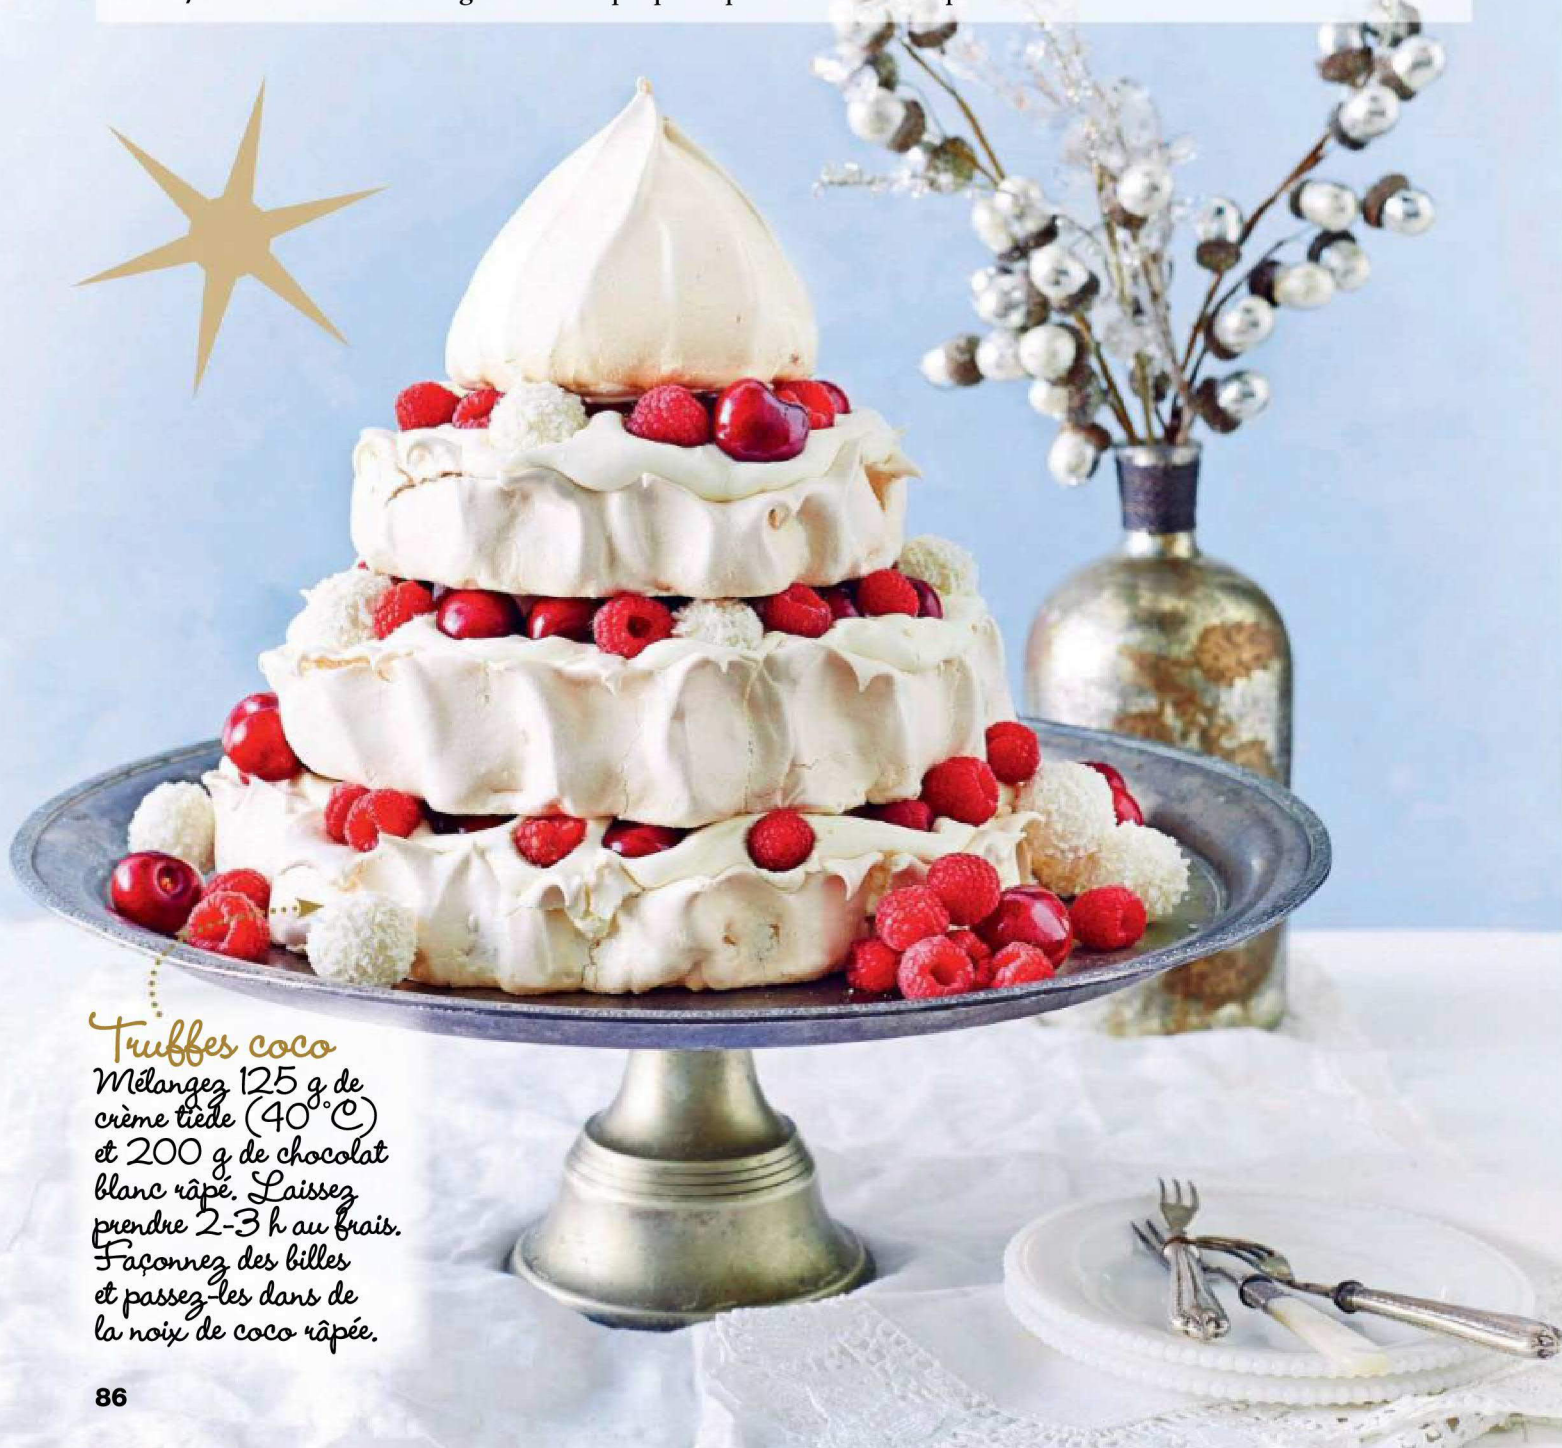 Truffes coco
Mélangez 125 g de
crème tiède (40 °C)
et 200 g de chocolat
blanc râpé. Laissez
prendre 2-3 h au frais.
Façonnez des billes
et passez-les dans de
la noix de coco râpée.
86